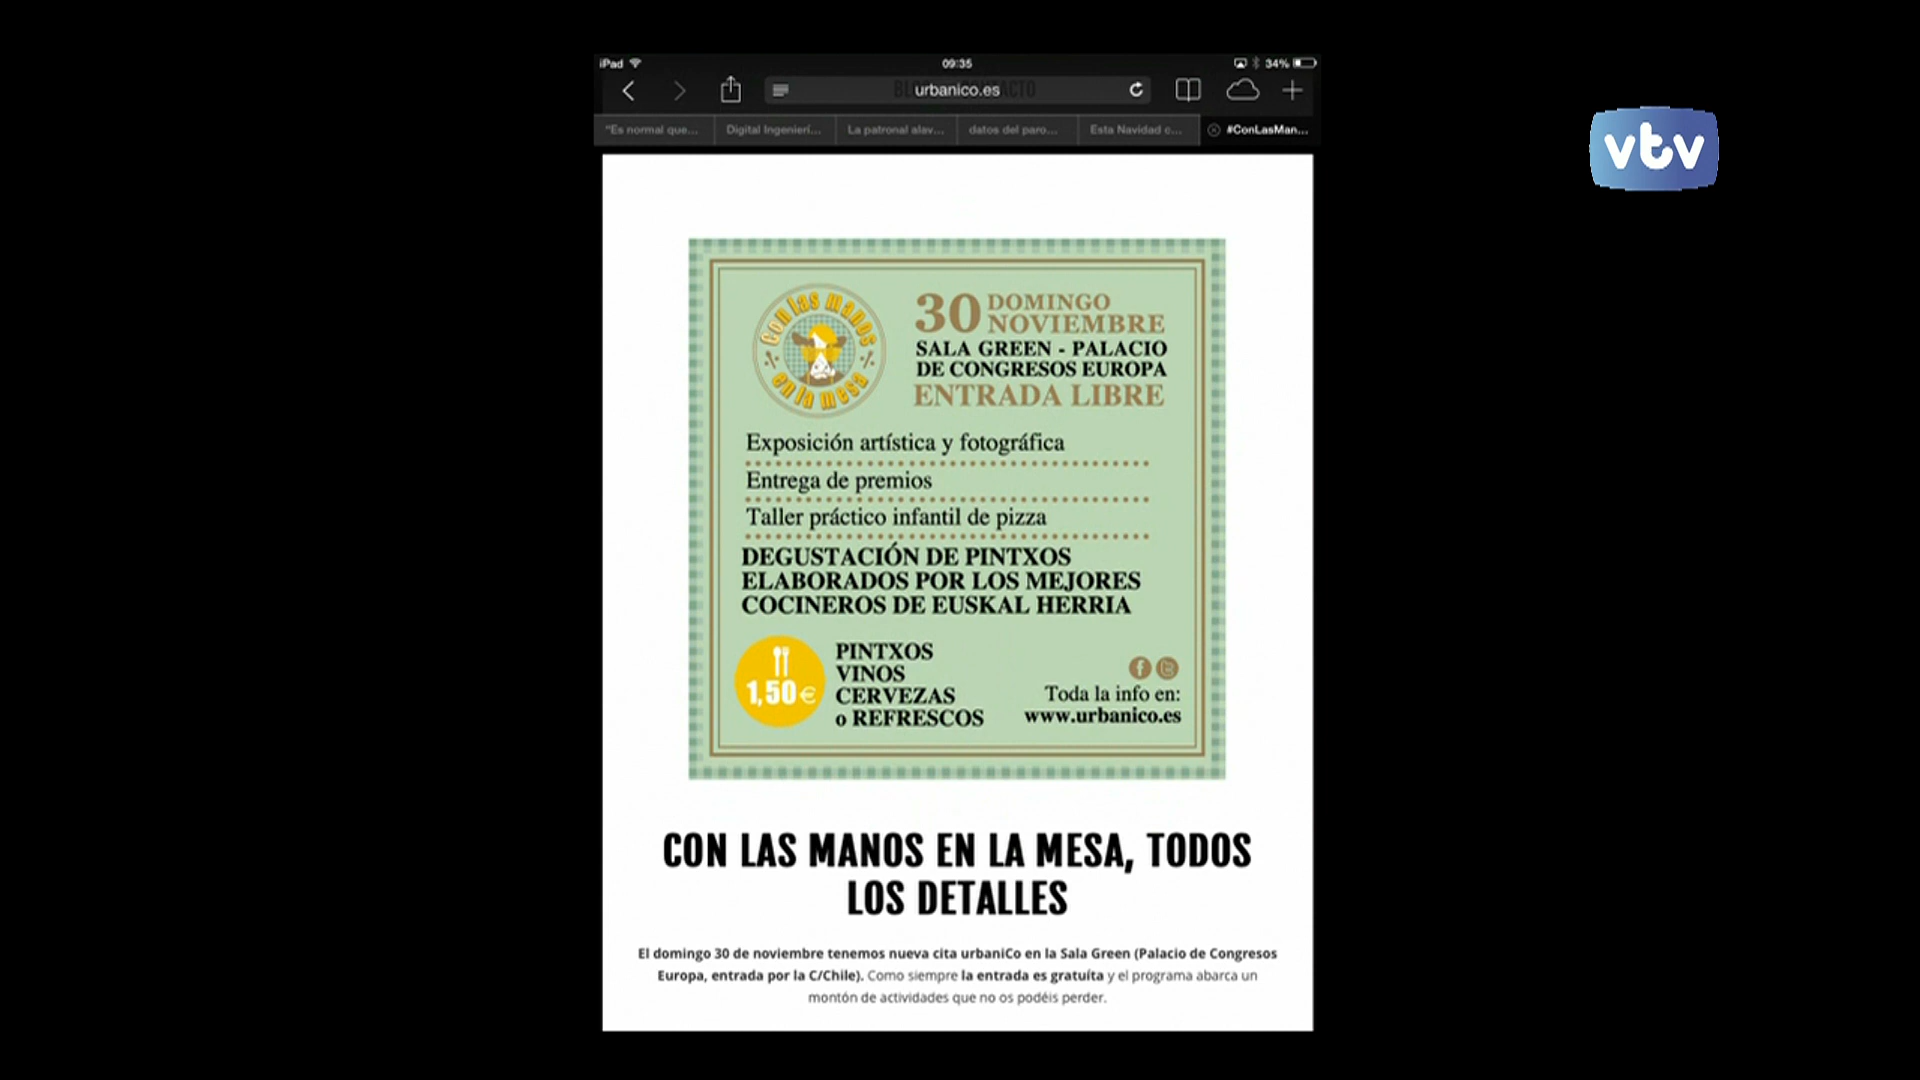 iPad
09:35
34%
urbanico.es
"Es normal que...
Digital Ingenierí...
La patronal alav...
datos del paro...
Esta Navidad c...
#ConLasMan...
vtv
Con las manos
en la mesa
30 DOMINGO
NOVIEMBRE
SALA GREEN - PALACIO
DE CONGRESOS EUROPA
ENTRADA LIBRE
Exposición artística y fotográfica
Entrega de premios
Taller práctico infantil de pizza
DEGUSTACIÓN DE PINTXOS
ELABORADOS POR LOS MEJORES
COCINEROS DE EUSKAL HERRIA
1,50€
PINTXOS
VINOS
CERVEZAS
o REFRESCOS
Toda la info en:
www.urbanico.es
CON LAS MANOS EN LA MESA, TODOS
LOS DETALLES
El domingo 30 de noviembre tenemos nueva cita urbaniCo en la Sala Green (Palacio de Congresos
Europa, entrada por la C/Chile). Como siempre la entrada es gratuíta y el programa abarca un
montón de actividades que no os podéis perder.